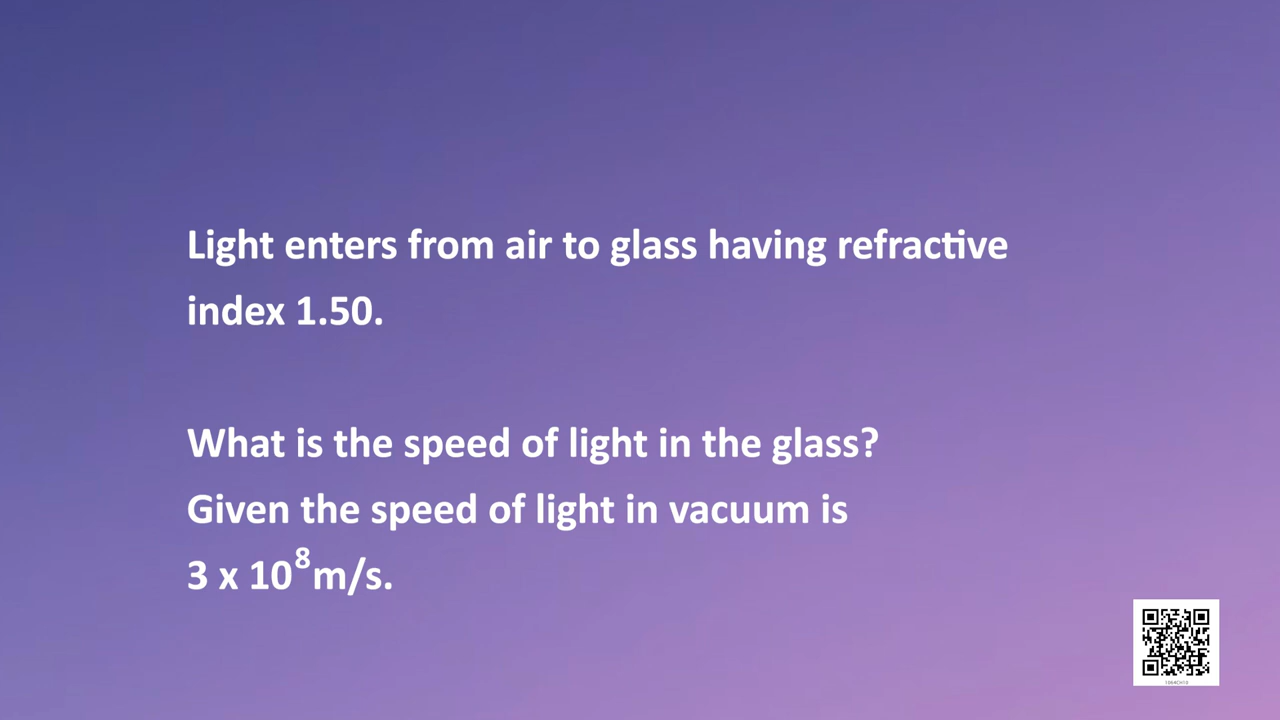 Light enters from air to glass having refractive
index 1.50.
What is the speed of light in the glass?
Given the speed of light in vacuum is
3 x 10⁸m/s.